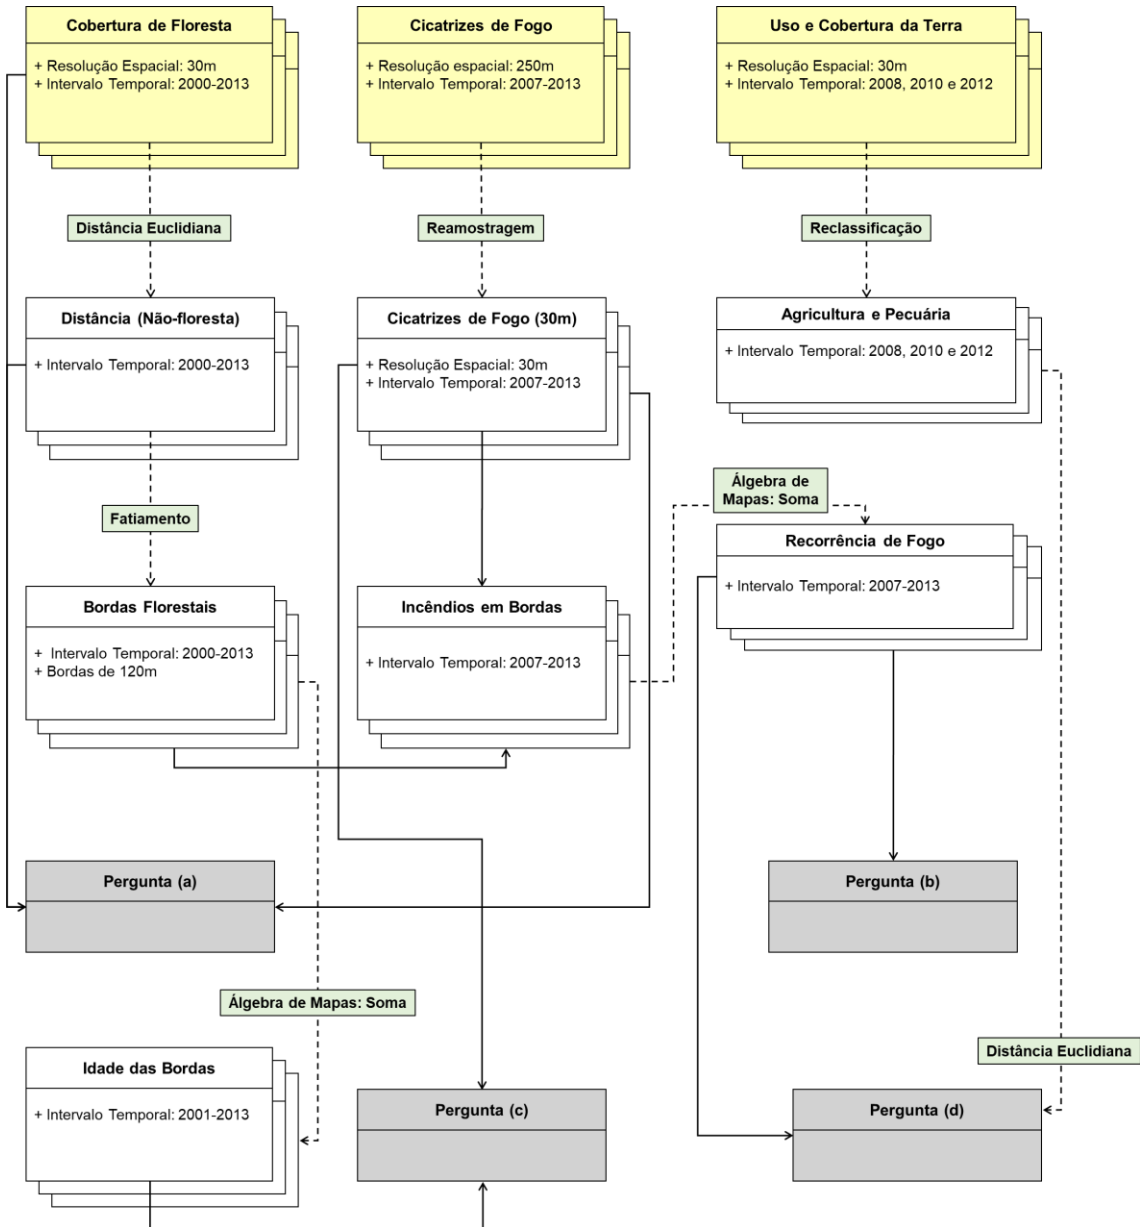 Cobertura de Floresta
+ Resolução Espacial: 30m
+ Intervalo Temporal: 2000-2013
Cicatrizes de Fogo
+ Resolução espacial: 250m
+ Intervalo Temporal: 2007-2013
Uso e Cobertura da Terra
+ Resolução Espacial: 30m
+ Intervalo Temporal: 2008, 2010 e 2012
Distância Euclidiana
Reamostragem
Reclassificação
Distância (Não-floresta)
+ Intervalo Temporal: 2000-2013
Cicatrizes de Fogo (30m)
+ Resolução Espacial: 30m
+ Intervalo Temporal: 2007-2013
Agricultura e Pecuária
+ Intervalo Temporal: 2008, 2010 e 2012
Fatiamento
Álgebra de
Mapas: Soma
Recorrência de Fogo
+ Intervalo Temporal: 2007-2013
Bordas Florestais
+ Intervalo Temporal: 2000-2013
+ Bordas de 120m
Incêndios em Bordas
+ Intervalo Temporal: 2007-2013
Pergunta (a)
Pergunta (b)
Álgebra de Mapas: Soma
Distância Euclidiana
Idade das Bordas
+ Intervalo Temporal: 2001-2013
Pergunta (c)
Pergunta (d)